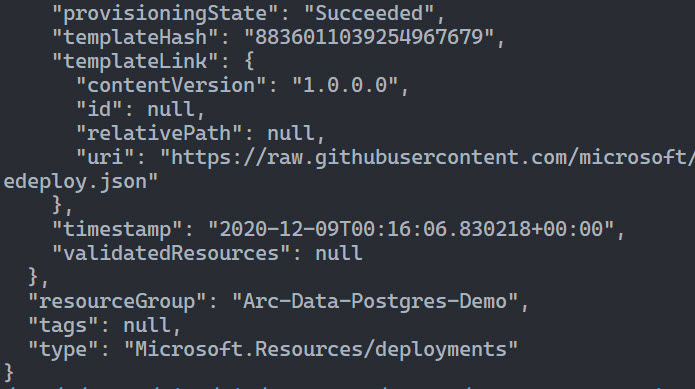 "provisioningState": "Succeeded",
"templateHash": "8836011039254967679",
"templateLink": {
"contentVersion": "1.0.0.0",
"id": null,
"relativePath": null,
"uri": "https://raw.githubusercontent.com/microsoft/
edeploy.json"
},
"timestamp": "2020-12-09T00:16:06.830218+00:00",
"validatedResources": null
},
"resourceGroup": "Arc-Data-Postgres-Demo",
"tags": null,
"type": "Microsoft.Resources/deployments"
}